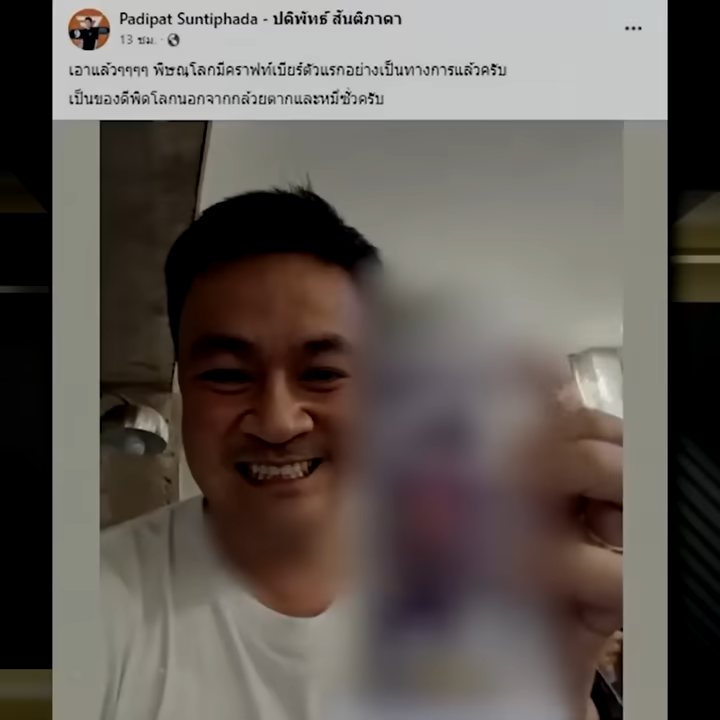 Padipat Suntiphada - ปดิพัทธ์ สันติภาดา
13 ชม. ·
เอาแล้วๆๆๆๆ พิษณุโลกมีคราฟท์เบียร์ตัวแรกอย่างเป็นทางการแล้วครับ
เป็นของดีพิดโลกนอกจากกล้วยตากและหมี่ซั่วครับ